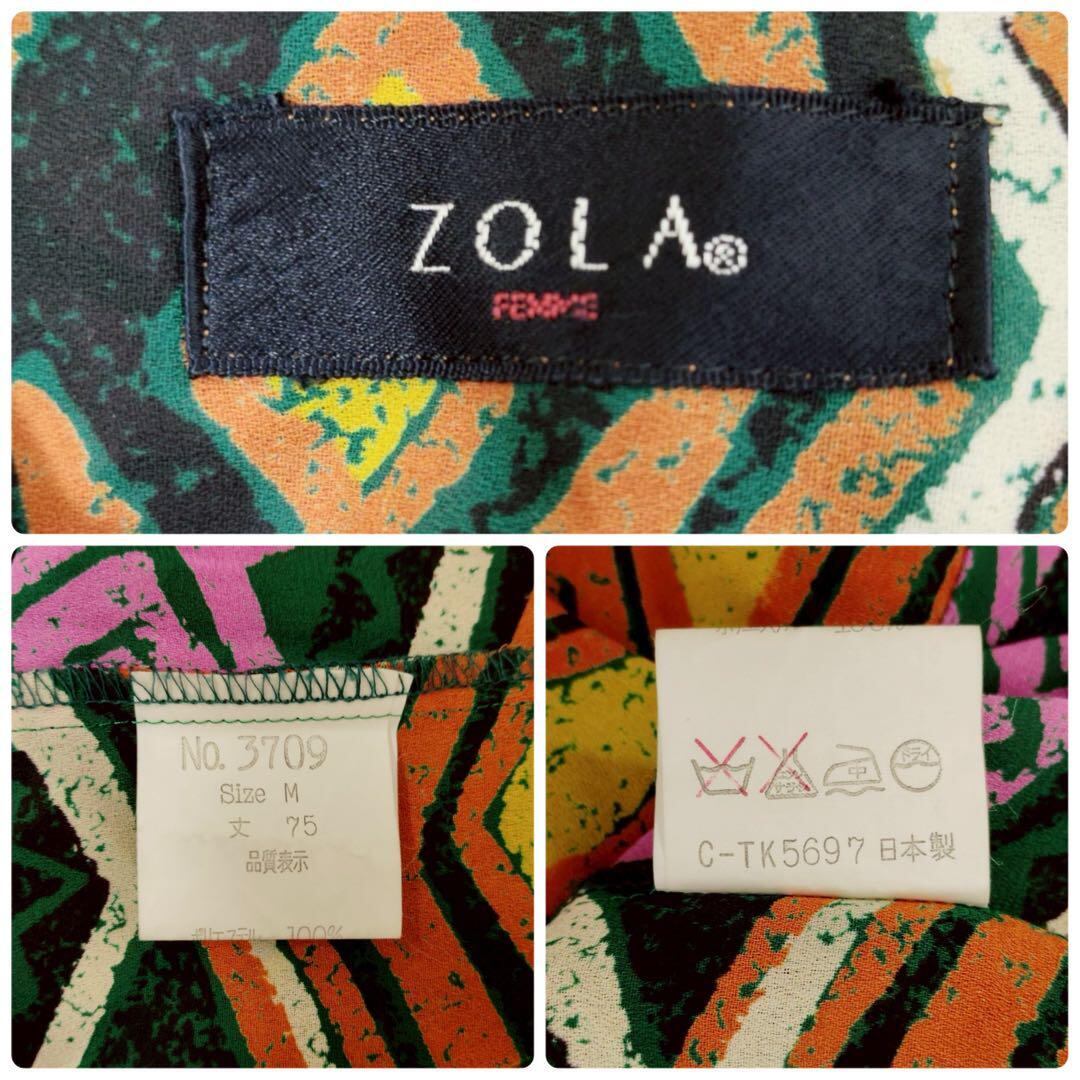 ZOLA®
FEMME
No. 3709
Size M
丈 75
品質表示
ポリエステル 100%
中
ドライ
C-TK5697 日本製